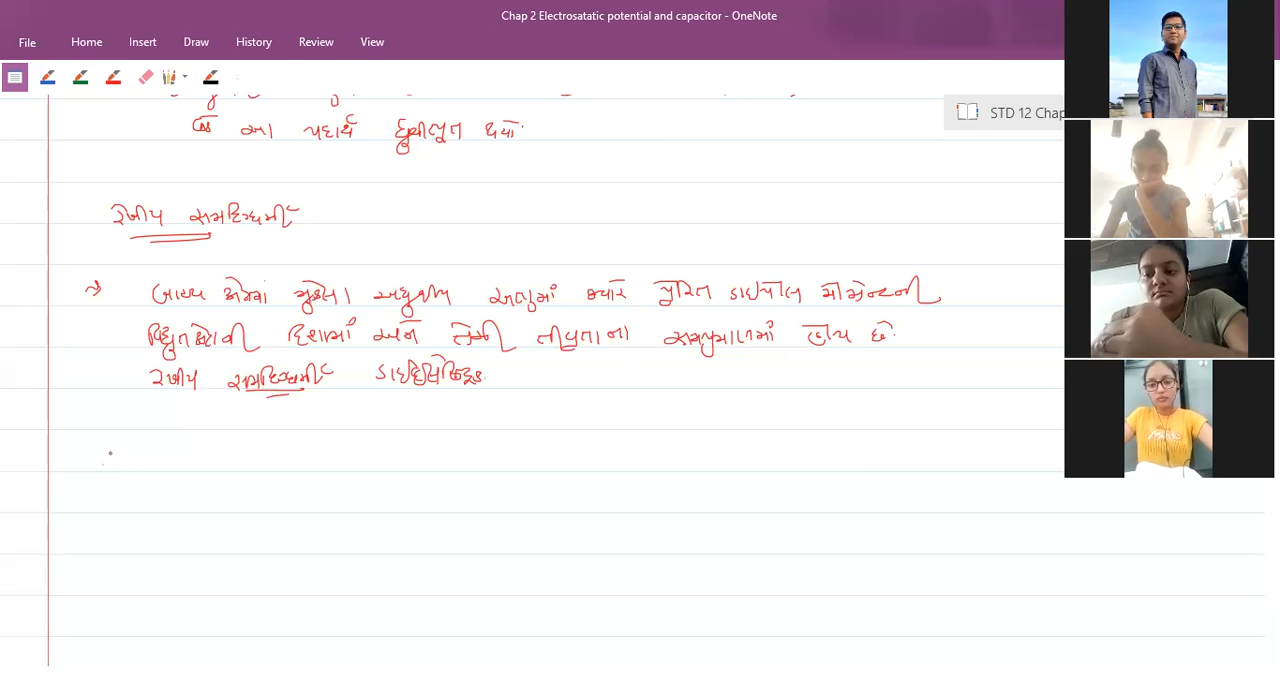 Chap 2 Electrosatatic potential and capacitor - OneNote
File Home Insert Draw History Review View
STD 12 Chap
આ પદાર્થ ધ્રુવીભૂત થયો.
રેખીય સમદિગ્ધર્મી
બાહ્ય ક્ષેત્રમાં મુકેલા અધ્રુવીય અણુમાં જ્યારે પ્રેરિત ડાઇપોલ મોમેન્ટની
વિદ્યુતક્ષેત્રની દિશામાં અને તેની તીવ્રતાના સમપ્રમાણમાં હોય છે.
રેખીય સમદિગ્ધર્મી ડાઇઇલેક્ટ્રિક